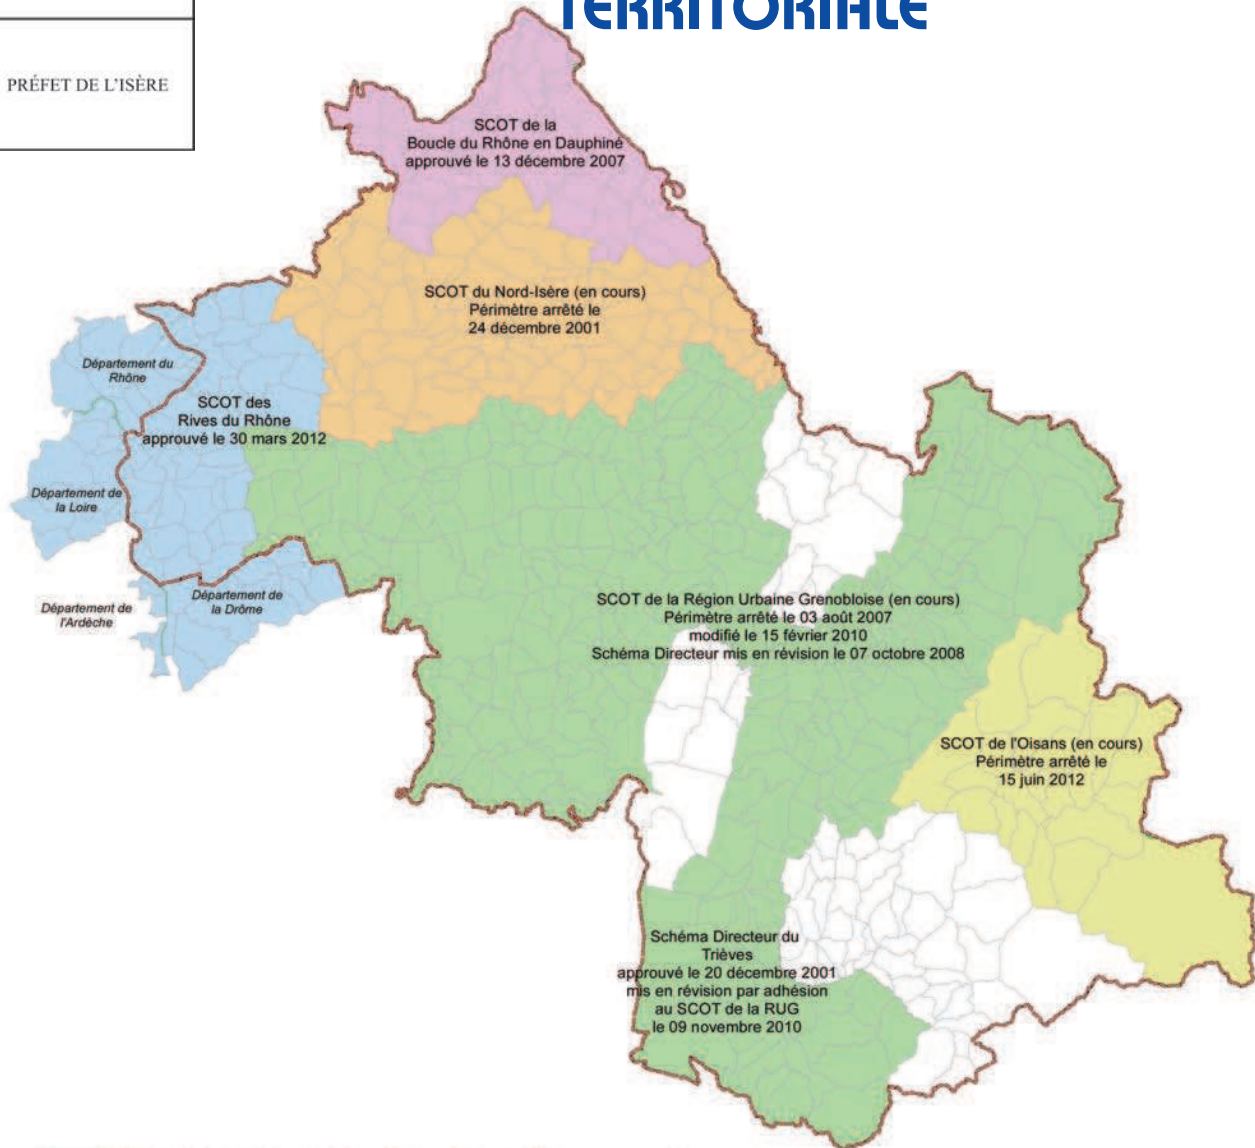 TERRITORIALE
PRÉFET DE L'ISÈRE
SCOT de la
Boucle du Rhône en Dauphiné
approuvé le 13 décembre 2007
SCOT du Nord-Isère (en cours)
Périmètre arrêté le
24 décembre 2001
Département du
Rhône
SCOT des
Rives du Rhône
approuvé le 30 mars 2012
Département de
la Loire
Département de
la Drôme
Département de
l'Ardèche
SCOT de la Région Urbaine Grenobloise (en cours)
Périmètre arrêté le 03 août 2007
modifié le 15 février 2010
Schéma Directeur mis en révision le 07 octobre 2008
SCOT de l'Oisans (en cours)
Périmètre arrêté le
15 juin 2012
Schéma Directeur du
Trièves
approuvé le 20 décembre 2001
mis en révision par adhésion
au SCOT de la RUG
le 09 novembre 2010